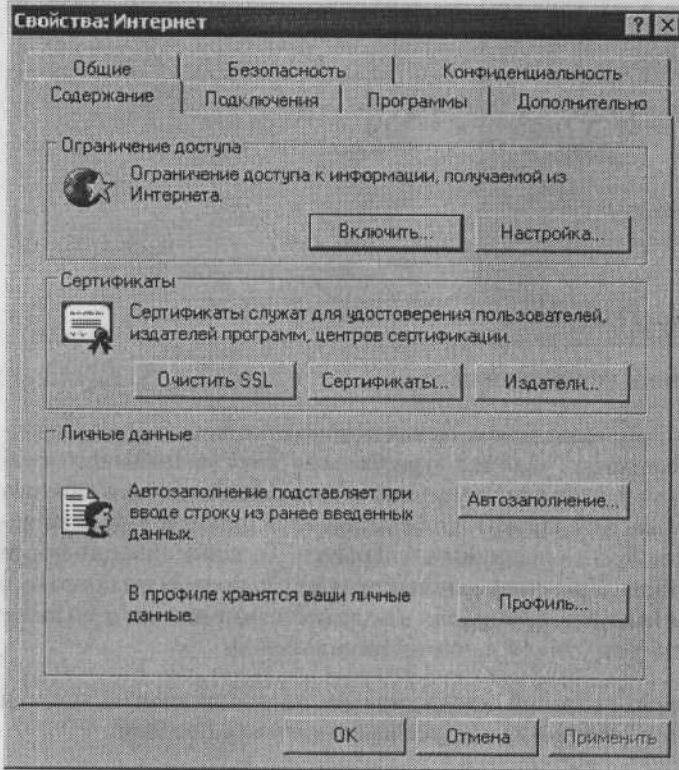 Свойства: Интернет
Общие
Безопасность
Конфиденциальность
Содержание
Подключения
Программы
Дополнительно
Ограничение доступа
Ограничение доступа к информации, получаемой из
Интернета.
Включить...
Настройка...
Сертификаты
Сертификаты служат для удостоверения пользователей,
издателей программ, центров сертификации.
Очистить SSL
Сертификаты...
Издатели...
Личные данные
Автозаполнение подставляет при
вводе строку из ранее введенных
данных.
Автозаполнение...
В профиле хранятся ваши личные
данные.
Профиль...
OK
Отмена
Применить